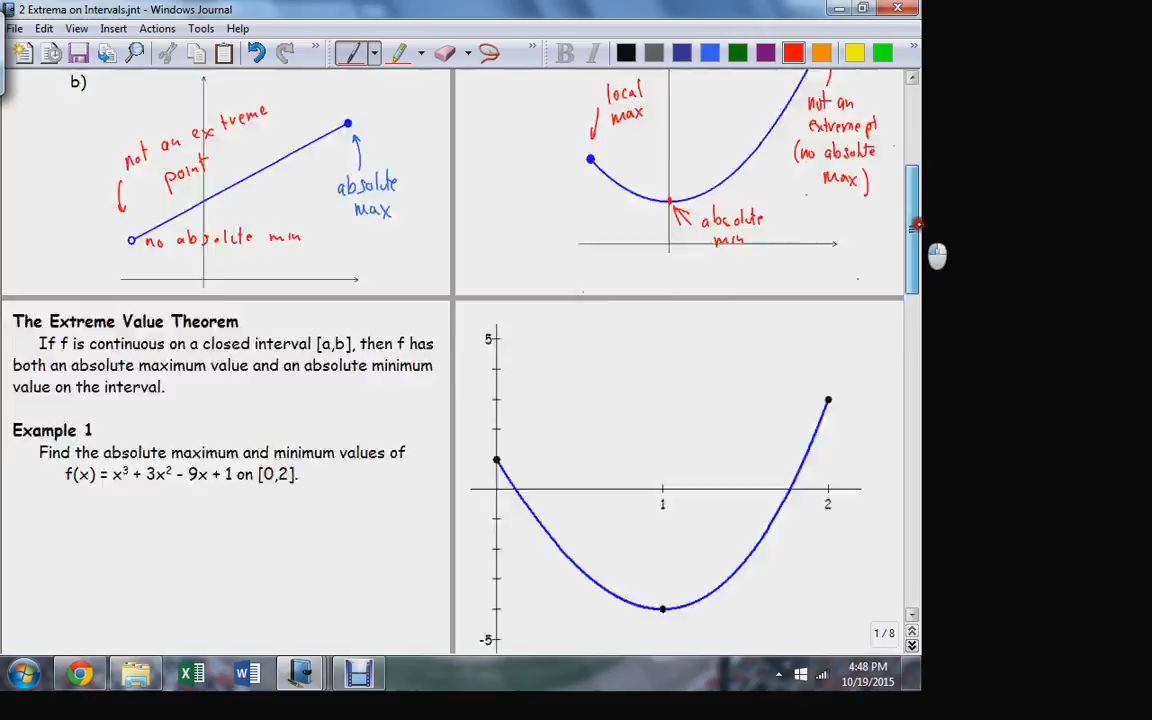 2 Extrema on Intervals.jnt - Windows Journal
File Edit View Insert Actions Tools Help
B I
b)
not an extreme
point
absolute
max
no absolute min
local
max
not an
extreme pt
(no absolute
max)
absolute
min
The Extreme Value Theorem
If f is continuous on a closed interval [a,b], then f has
both an absolute maximum value and an absolute minimum
value on the interval.
Example 1
Find the absolute maximum and minimum values of
f(x) = x³ + 3x² - 9x + 1 on [0,2].
5
1 2
-5
1 / 8
4:48 PM
10/19/2015